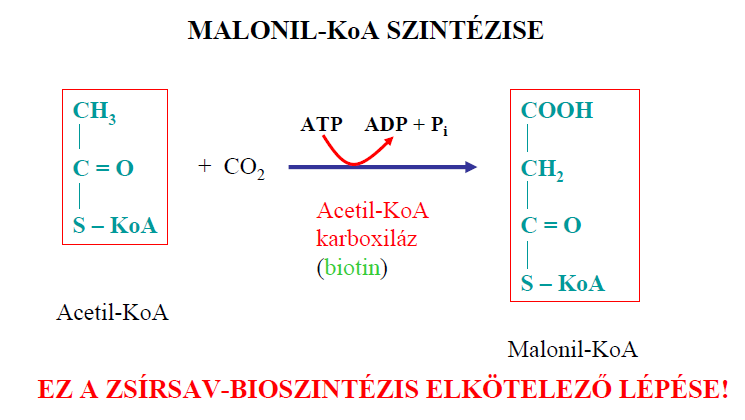 MALONIL-KoA SZINTÉZISE
CH₃
C = O
S – KoA
+ CO₂
ATP ADP + Pᵢ
Acetil-KoA
karboxiláz
(biotin)
COOH
CH₂
C = O
S – KoA
Acetil-KoA
Malonil-KoA
EZ A ZSÍRSAV-BIOSZINTÉZIS ELKÖTELEZŐ LÉPÉSE!